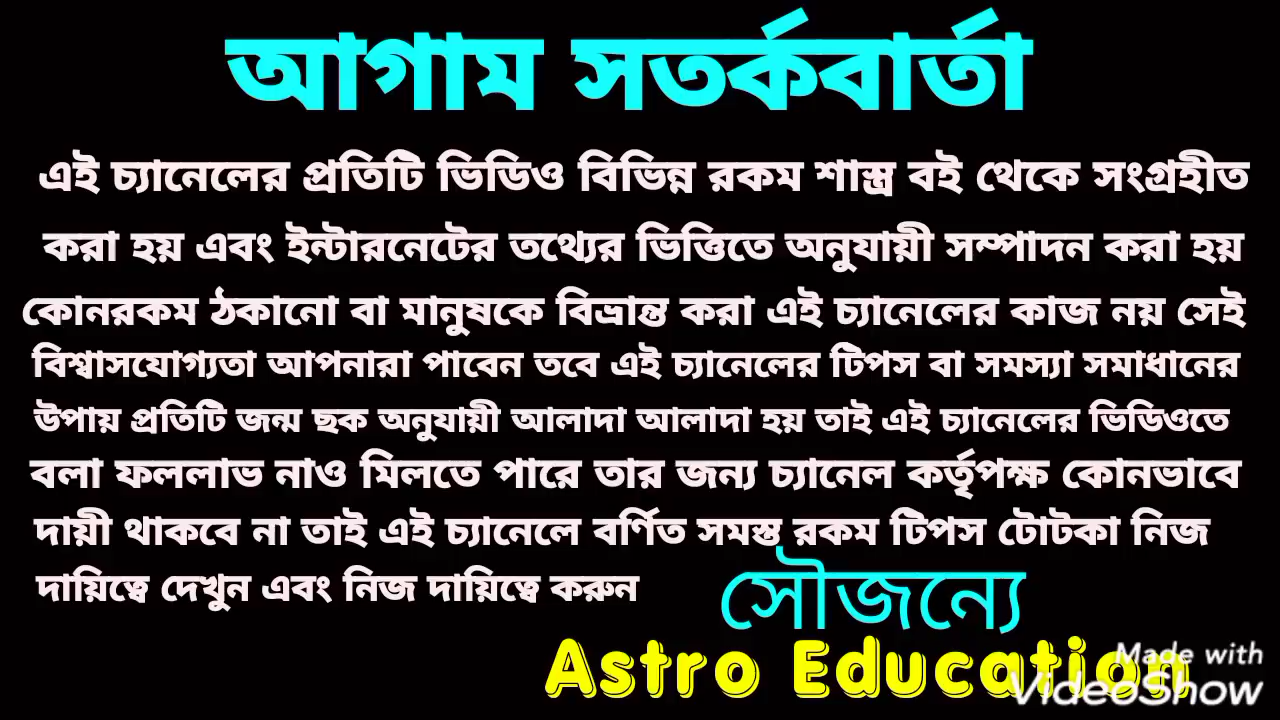 আগাম সতর্কবার্তা
এই চ্যানেলের প্রতিটি ভিডিও বিভিন্ন রকম শাস্ত্র বই থেকে সংগ্রহীত
করা হয় এবং ইন্টারনেটের তথ্যের ভিত্তিতে অনুযায়ী সম্পাদন করা হয়
কোনরকম ঠকানো বা মানুষকে বিভ্রান্ত করা এই চ্যানেলের কাজ নয় সেই
বিশ্বাসযোগ্যতা আপনারা পাবেন তবে এই চ্যানেলের টিপস বা সমস্যা সমাধানের
উপায় প্রতিটি জন্ম ছক অনুযায়ী আলাদা আলাদা হয় তাই এই চ্যানেলের ভিডিওতে
বলা ফললাভ নাও মিলতে পারে তার জন্য চ্যানেল কর্তৃপক্ষ কোনভাবে
দায়ী থাকবে না তাই এই চ্যানেলে বর্ণিত সমস্ত রকম টিপস টোটকা নিজ
দায়িত্বে দেখুন এবং নিজ দায়িত্বে করুন
সৌজন্যে
Astro Education
Made with
VideoShow